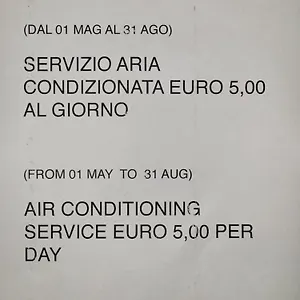 (DAL 01 MAG AL 31 AGO)
SERVIZIO ARIA
CONDIZIONATA EURO 5,00
AL GIORNO
(FROM 01 MAY TO 31 AUG)
AIR CONDITIONING
SERVICE EURO 5,00 PER
DAY